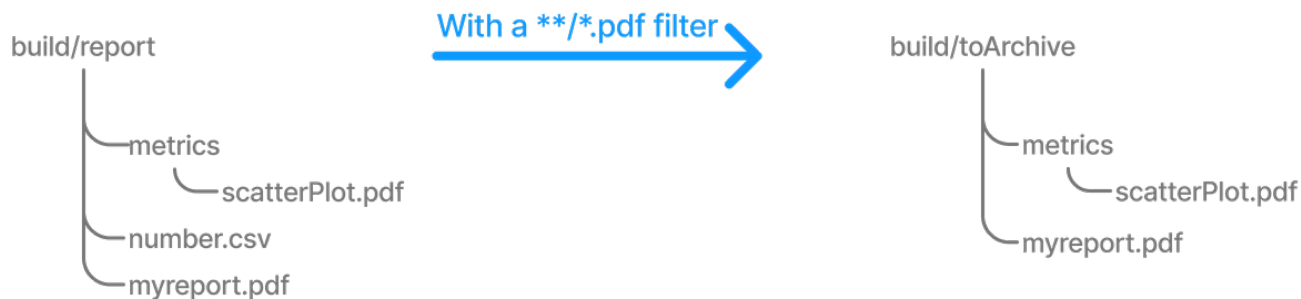 With a **/*.pdf filter
build/report
build/toArchive
metrics
metrics
scatterPlot.pdf
scatterPlot.pdf
number.csv
myreport.pdf
myreport.pdf